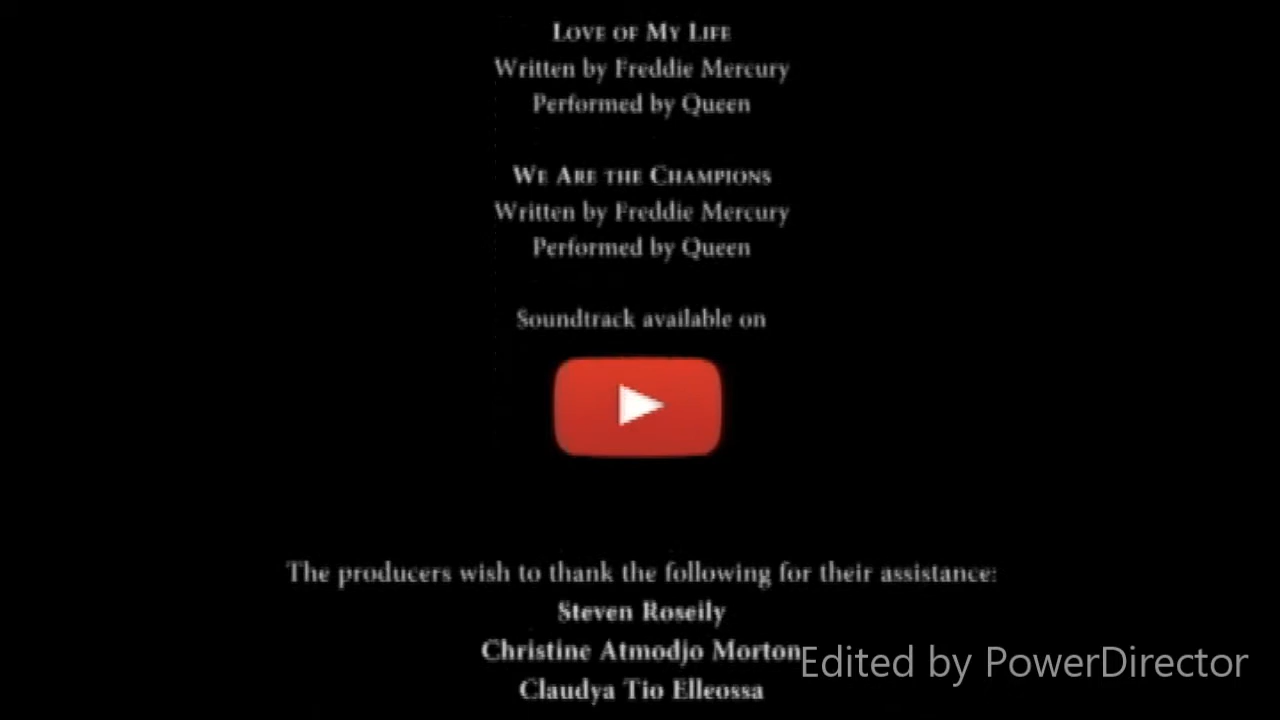 LOVE OF MY LIFE
Written by Freddie Mercury
Performed by Queen
WE ARE THE CHAMPIONS
Written by Freddie Mercury
Performed by Queen
Soundtrack available on
The producers wish to thank the following for their assistance:
Steven Roseily
Christine Atmodjo Morton
Edited by PowerDirector
Claudya Tio Elleossa